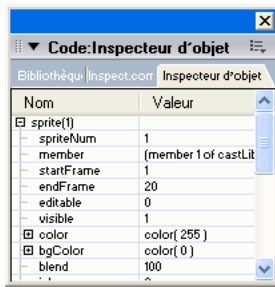 Code:Inspecteur d'objet
Bibliothèqu Inspect.com Inspecteur d'objet
Nom Valeur
sprite(1)
spriteNum 1
member (member 1 of castLib
startFrame 1
endFrame 20
editable 0
visible 1
color color( 255 )
bgColor color( 0 )
blend 100